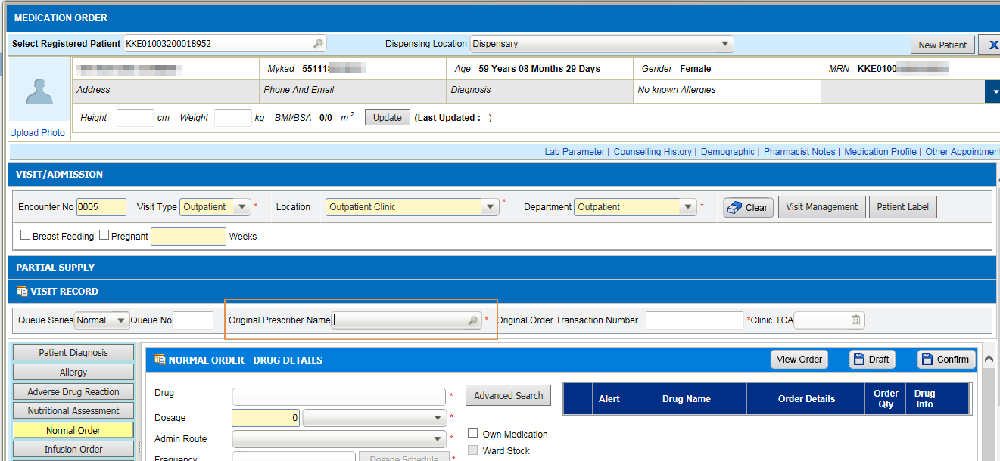 MEDICATION ORDER
Select Registered Patient KKE01003200018952 Dispensing Location Dispensary New Patient X
Mykad 55111 Age 59 Years 08 Months 29 Days Gender Female MRN KKE0100
Address Phone And Email Diagnosis No known Allergies
Height cm Weight kg BMI/BSA 0/0 m 2 Update (Last Updated : )
Upload Photo
Lab Parameter | Counselling History | Demographic | Pharmacist Notes | Medication Profile | Other Appointment
VISIT/ADMISSION
Encounter No 0005 Visit Type Outpatient * Location Outpatient Clinic * Department Outpatient * Clear Visit Management Patient Label
Breast Feeding Pregnant Weeks
PARTIAL SUPPLY
VISIT RECORD
Queue Series Normal Queue No Original Prescriber Name * Original Order Transaction Number *Clinic TCA
Patient Diagnosis
Allergy
Adverse Drug Reaction
Nutritional Assessment
Normal Order
Infusion Order
NORMAL ORDER - DRUG DETAILS View Order Draft Confirm
Drug * Advanced Search
Dosage 0 *
Admin Route * Own Medication
Ward Stock
Frequency Dosage Schedule *
Alert Drug Name Order Details Order Qty Drug Info